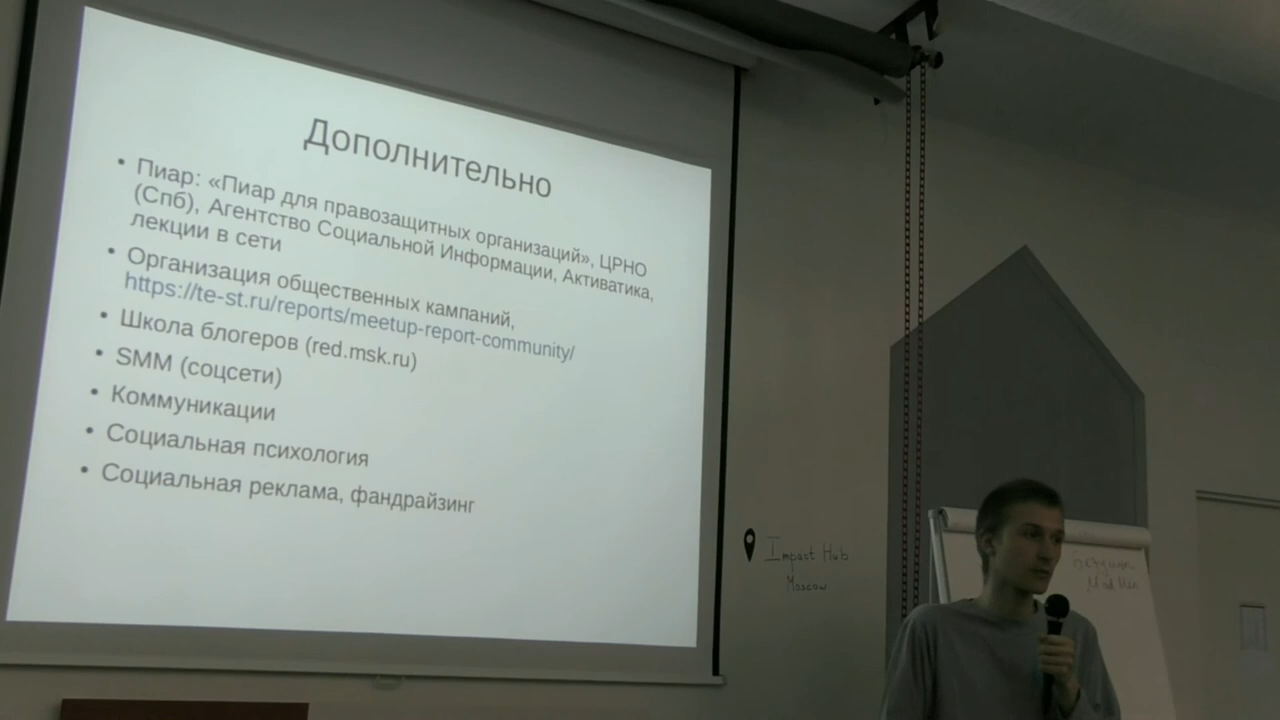 Дополнительно
• Пиар: «Пиар для правозащитных организаций», ЦРНО
(Спб), Агентство Социальной Информации, Активатика,
лекции в сети
• Организация общественных кампаний,
https://te-st.ru/reports/meetup-report-community/
• Школа блогеров (red.msk.ru)
• SMM (соцсети)
• Коммуникации
• Социальная психология
• Социальная реклама, фандрайзинг
Impact Hub
Moscow